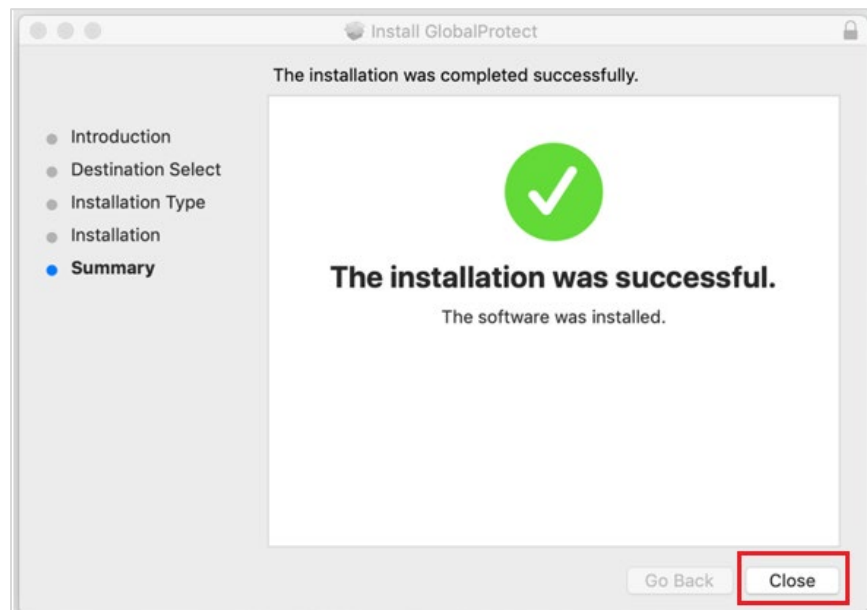 Install GlobalProtect
The installation was completed successfully.
Introduction
Destination Select
Installation Type
Installation
Summary
The installation was successful.
The software was installed.
Go Back
Close